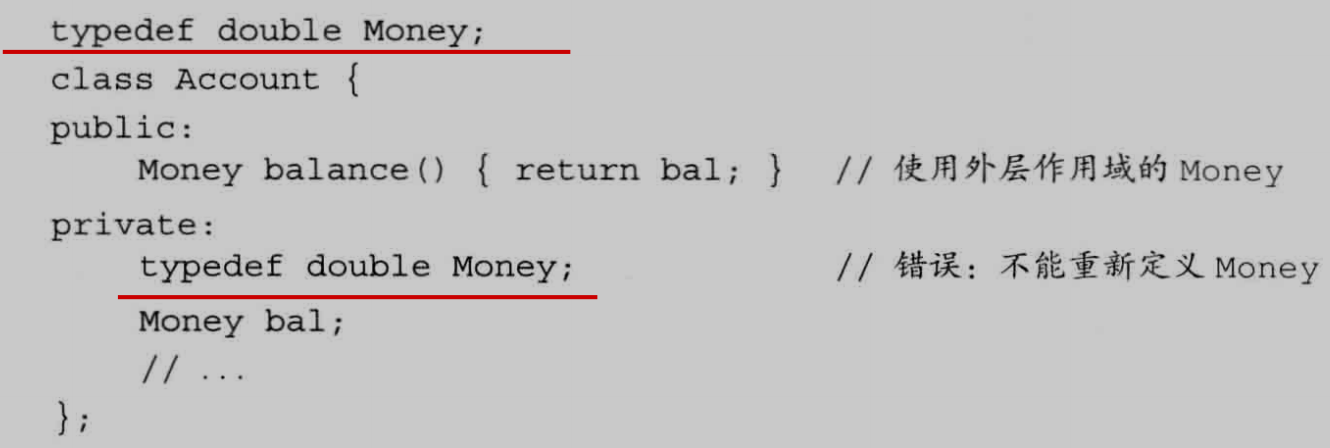 typedef double Money;
class Account {
public:
Money balance() { return bal; } // 使用外层作用域的 Money
private:
typedef double Money; // 错误：不能重新定义 Money
Money bal;
// ...
};